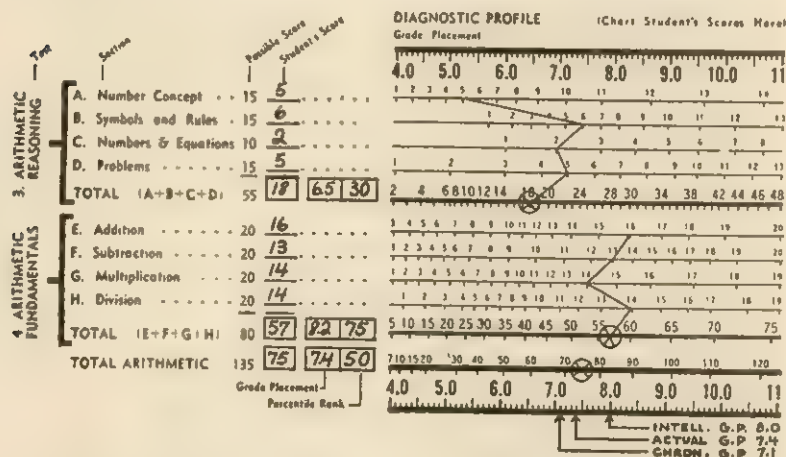 DIAGNOSTIC PROFILE (Chart Student's Scores Here)
Grade Placement
Test Section Possible Score Student's Score
4.0 5.0 6.0 7.0 8.0 9.0 10.0 11
3. ARITHMETIC REASONING
A. Number Concept 15 5
B. Symbols and Rules 15 6
C. Numbers & Equations 10 2
D. Problems 15 5
TOTAL (A+B+C+D) 55 18 65 30 2 4 6 8 10 12 14 18 20 24 28 30 34 38 42 44 46 48
4 ARITHMETIC FUNDAMENTALS
E. Addition 20 16
F. Subtraction 20 13
G. Multiplication 20 14
H. Division 20 14
TOTAL (E+F+G+H) 80 57 82 75 5 10 15 20 25 30 35 40 45 50 55 60 65 70 75
TOTAL ARITHMETIC 135 75 74 50 7 10 15 20 30 40 50 60 70 80 90 100 110 120
Grade Placement
Percentile Rank
4.0 5.0 6.0 7.0 8.0 9.0 10.0 11.0
INTELL. G.P. 8.0
ACTUAL G.P 7.4
CHRON. G.P 7.1